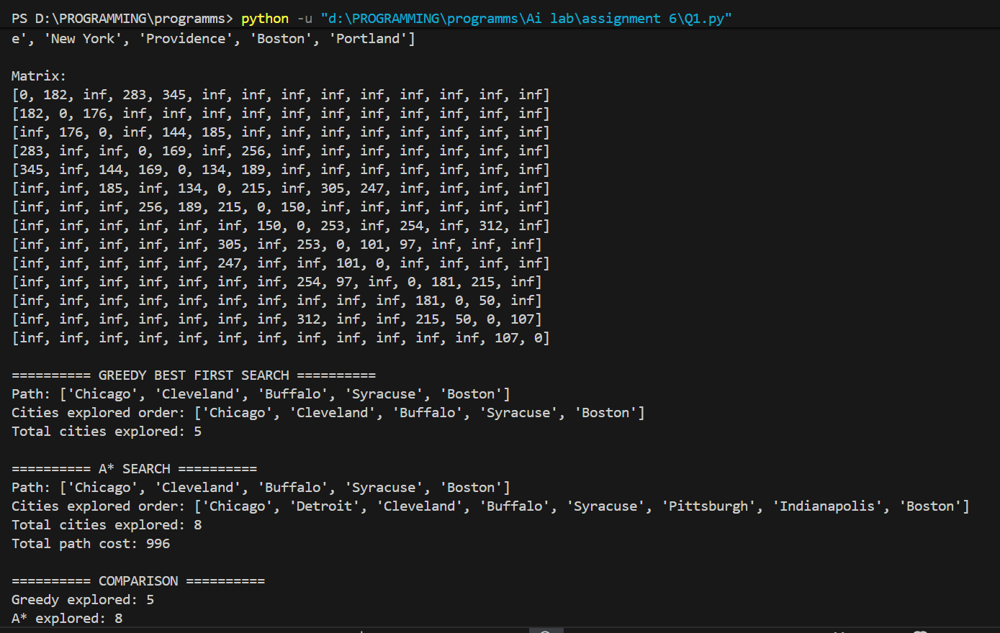 PS D:\PROGRAMMING\programms> python -u "d:\PROGRAMMING\programms\Ai lab\assignment 6\Q1.py"
e', 'New York', 'Providence', 'Boston', 'Portland']
Matrix:
[0, 182, inf, 283, 345, inf, inf, inf, inf, inf, inf, inf, inf, inf]
[182, 0, 176, inf, inf, inf, inf, inf, inf, inf, inf, inf, inf, inf]
[inf, 176, 0, inf, 144, 185, inf, inf, inf, inf, inf, inf, inf, inf]
[283, inf, inf, 0, 169, inf, 256, inf, inf, inf, inf, inf, inf, inf]
[345, inf, 144, 169, 0, 134, 189, inf, inf, inf, inf, inf, inf, inf]
[inf, inf, 185, inf, 134, 0, 215, inf, 305, 247, inf, inf, inf, inf]
[inf, inf, inf, 256, 189, 215, 0, 150, inf, inf, inf, inf, inf, inf]
[inf, inf, inf, inf, inf, inf, 150, 0, 253, inf, 254, inf, 312, inf]
[inf, inf, inf, inf, inf, 305, inf, 253, 0, 101, 97, inf, inf, inf]
[inf, inf, inf, inf, inf, 247, inf, inf, 101, 0, inf, inf, inf, inf]
[inf, inf, inf, inf, inf, inf, inf, 254, 97, inf, 0, 181, 215, inf]
[inf, inf, inf, inf, inf, inf, inf, inf, inf, inf, 181, 0, 50, inf]
[inf, inf, inf, inf, inf, inf, inf, 312, inf, inf, 215, 50, 0, 107]
[inf, inf, inf, inf, inf, inf, inf, inf, inf, inf, inf, inf, 107, 0]
========== GREEDY BEST FIRST SEARCH ==========
Path: ['Chicago', 'Cleveland', 'Buffalo', 'Syracuse', 'Boston']
Cities explored order: ['Chicago', 'Cleveland', 'Buffalo', 'Syracuse', 'Boston']
Total cities explored: 5
========== A* SEARCH ==========
Path: ['Chicago', 'Cleveland', 'Buffalo', 'Syracuse', 'Boston']
Cities explored order: ['Chicago', 'Detroit', 'Cleveland', 'Buffalo', 'Syracuse', 'Pittsburgh', 'Indianapolis', 'Boston']
Total cities explored: 8
Total path cost: 996
========== COMPARISON ==========
Greedy explored: 5
A* explored: 8